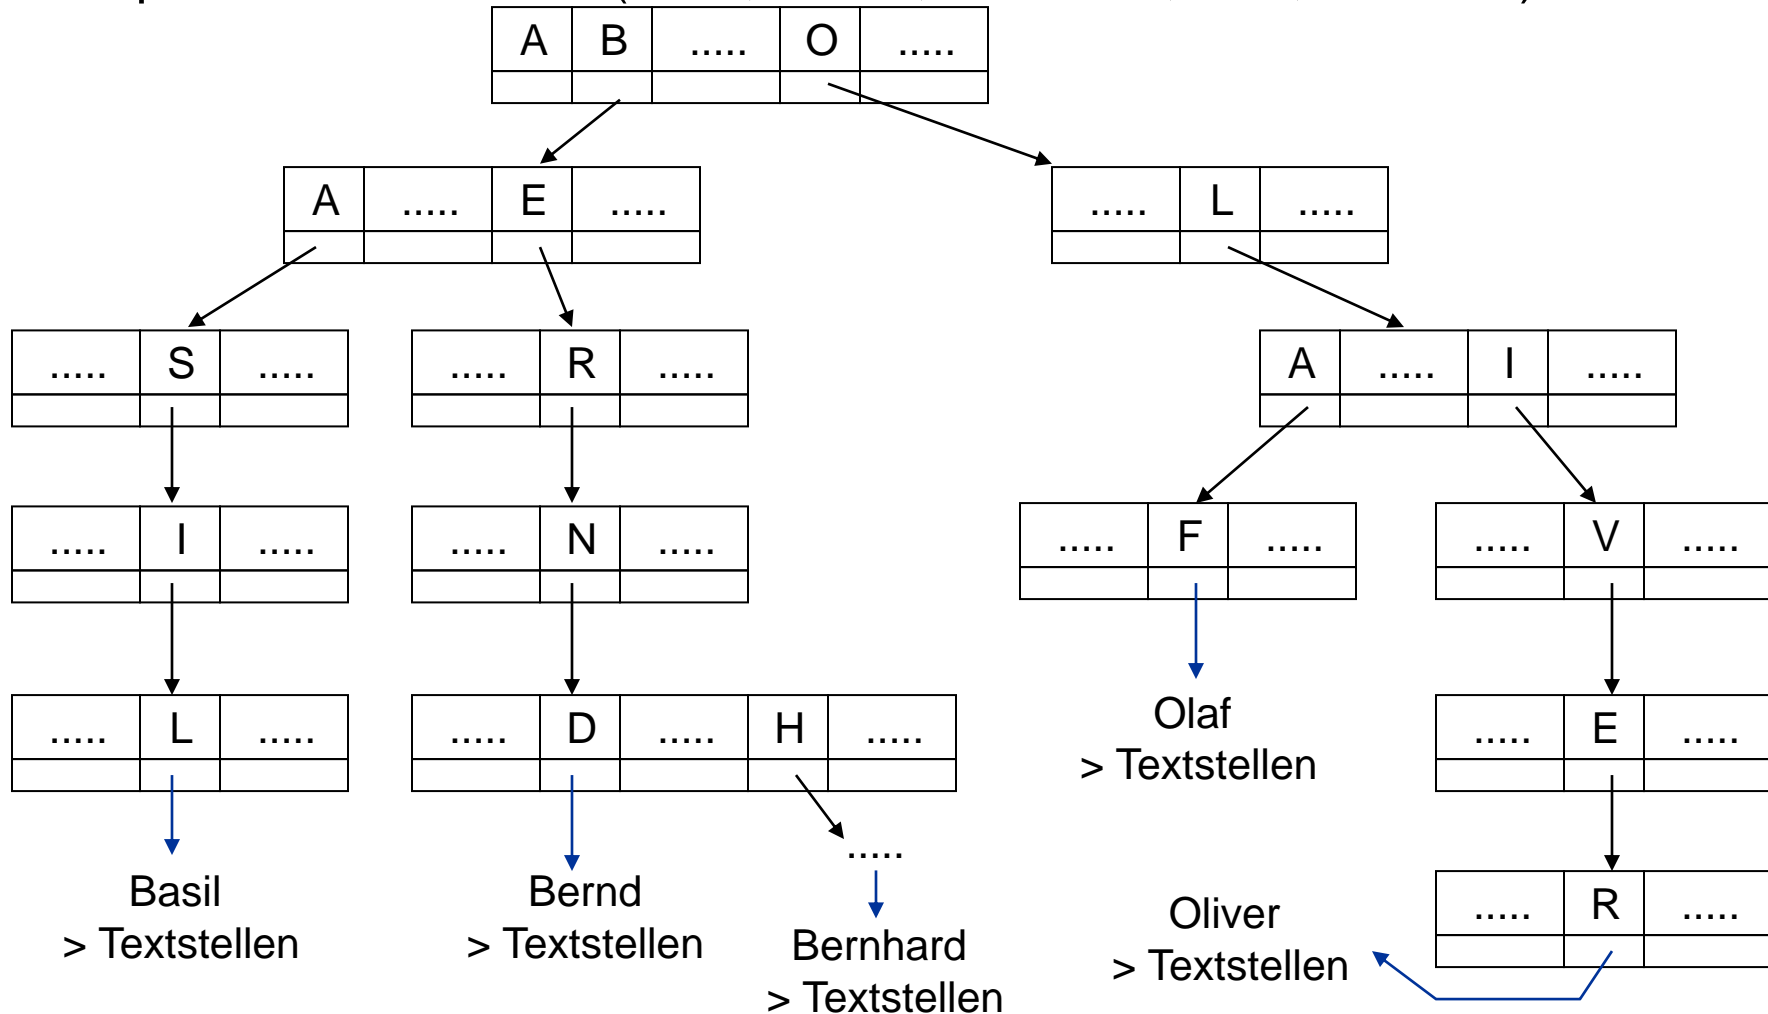 A B ..... O .....
A ..... E .....
..... L .....
..... S .....
..... R .....
A ..... I .....
..... I .....
..... N .....
..... F .....
..... V .....
..... L .....
..... D ..... H .....
Olaf
> Textstellen
..... E .....
.....
Basil
> Textstellen
Bernd
> Textstellen
Bernhard
> Textstellen
Oliver
> Textstellen
..... R .....